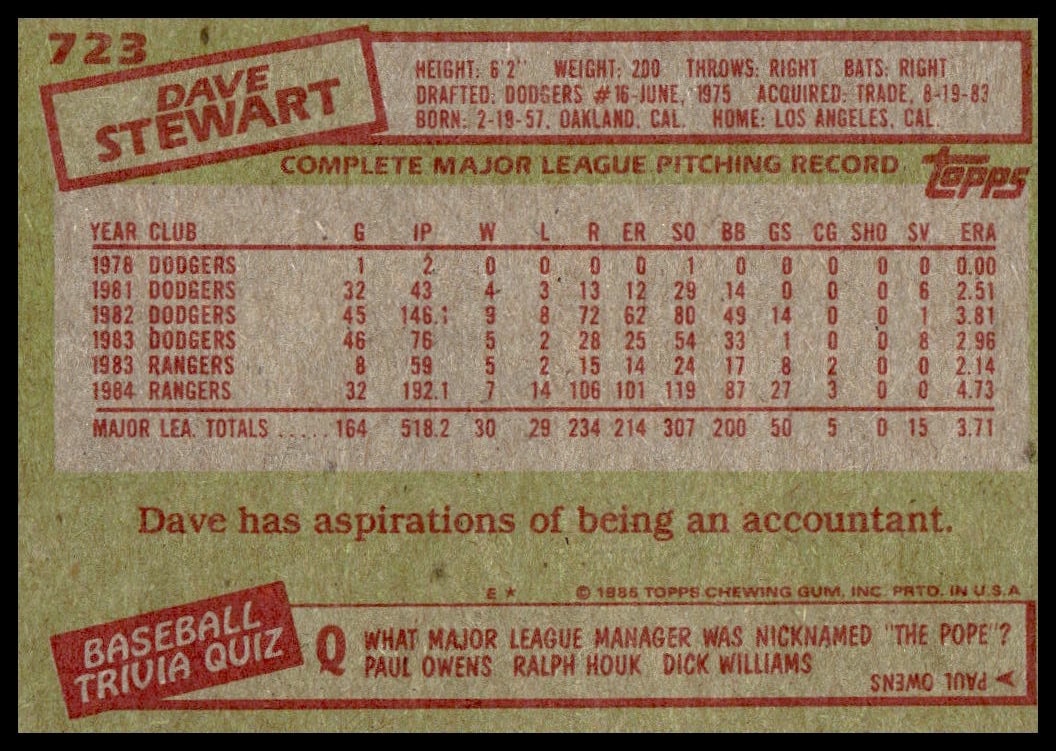 723
DAVE
STEWART
HEIGHT: 6'2" WEIGHT: 200 THROWS: RIGHT BATS: RIGHT
DRAFTED: DODGERS #16-JUNE, 1975 ACQUIRED: TRADE, 8-19-83
BORN: 2-19-57, OAKLAND, CAL. HOME: LOS ANGELES, CAL.
COMPLETE MAJOR LEAGUE PITCHING RECORD
topps
YEAR CLUB G IP W L R ER SO BB GS CG SHO SV ERA
1978 DODGERS 1 2 0 0 0 0 1 0 0 0 0 0 0.00
1981 DODGERS 32 43 4 3 13 12 29 14 0 0 0 6 2.51
1982 DODGERS 45 146.1 9 8 72 62 80 49 14 0 0 1 3.81
1983 DODGERS 46 76 5 2 28 25 54 33 1 0 0 8 2.96
1983 RANGERS 8 59 5 2 15 14 24 17 8 2 0 0 2.14
1984 RANGERS 32 192.1 7 14 106 101 119 87 27 3 0 0 4.73
MAJOR LEA. TOTALS ..... 164 518.2 30 29 234 214 307 200 50 5 0 15 3.71
Dave has aspirations of being an accountant.
E * © 1985 TOPPS CHEWING GUM, INC. PRTD. IN U.S.A
BASEBALL
TRIVIA QUIZ
Q WHAT MAJOR LEAGUE MANAGER WAS NICKNAMED "THE POPE"?
PAUL OWENS RALPH HOUK DICK WILLIAMS
A PAUL OWENS